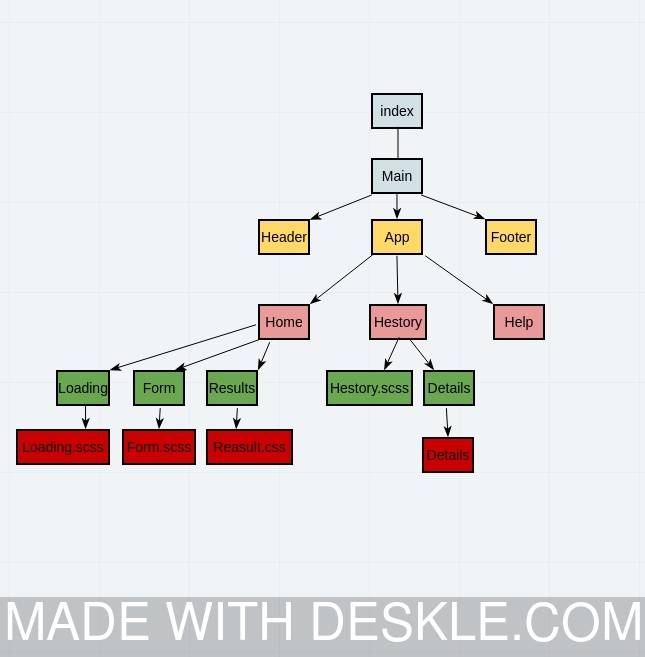 index
Main
Header
App
Footer
Home
Hestory
Help
Loading
Form
Results
Hestory.scss
Details
Loading.scss
Form.scss
Reasult.css
Details
MADE WITH DESKLE.COM